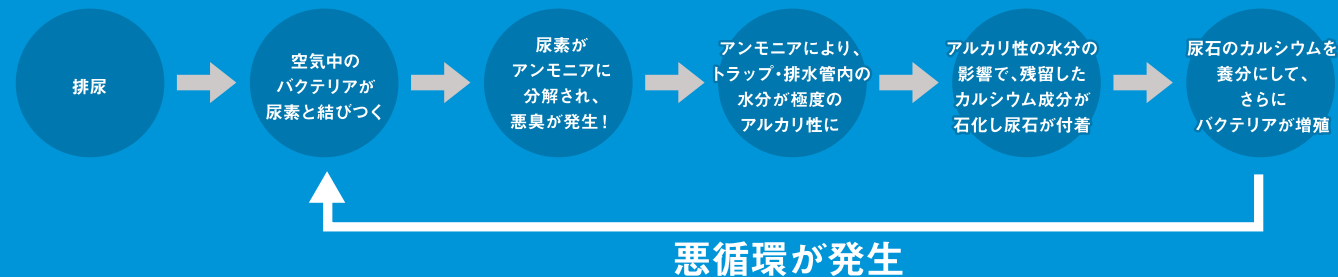 排尿
空気中の
バクテリアが
尿素と結びつく
尿素が
アンモニアに
分解され、
悪臭が発生!
アンモニアにより、
トラップ・排水管内の
水分が極度の
アルカリ性に
アルカリ性の水分の
影響で、残留した
カルシウム成分が
石化し尿石が付着
尿石のカルシウムを
養分にして、
さらに
バクテリアが増殖
悪循環が発生